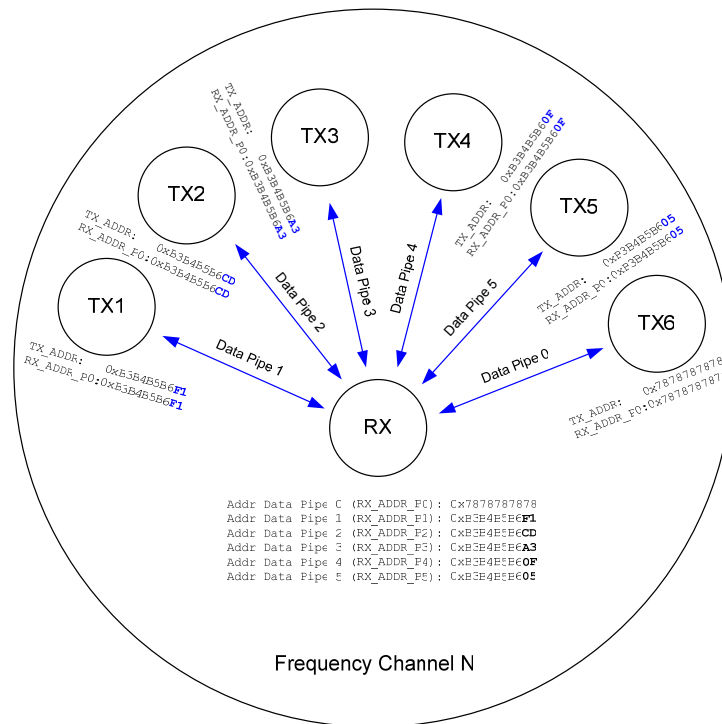 TX3
TX4
TX_ADDR: 0xB3B4B5B6A3
RX_ADDR_P0:0xB3B4B5B6A3
TX_ADDR: 0xB3B4B5B60F
RX_ADDR_P0:0xB3B4B5B60F
TX2
TX5
TX_ADDR: 0xB3B4B5B6CD
RX_ADDR_P0:0xB3B4B5B6CD
TX_ADDR: 0xB3B4B5B605
RX_ADDR_P0:0xB3B4B5B605
TX1
TX6
TX_ADDR: 0xB3B4B5B6F1
RX_ADDR_P0:0xB3B4B5B6F1
TX_ADDR: 0x7878787878
RX_ADDR_P0:0x787878787
Data Pipe 1
Data Pipe 2
Data Pipe 3
Data Pipe 4
Data Pipe 5
Data Pipe 0
RX
Addr Data Pipe 0 (RX_ADDR_P0): 0x7878787878
Addr Data Pipe 1 (RX_ADDR_P1): 0xB3B4B5B6F1
Addr Data Pipe 2 (RX_ADDR_P2): 0xB3B4B5B6CD
Addr Data Pipe 3 (RX_ADDR_P3): 0xB3B4B5B6A3
Addr Data Pipe 4 (RX_ADDR_P4): 0xB3B4B5B60F
Addr Data Pipe 5 (RX_ADDR_P5): 0xB3B4B5B605
Frequency Channel N